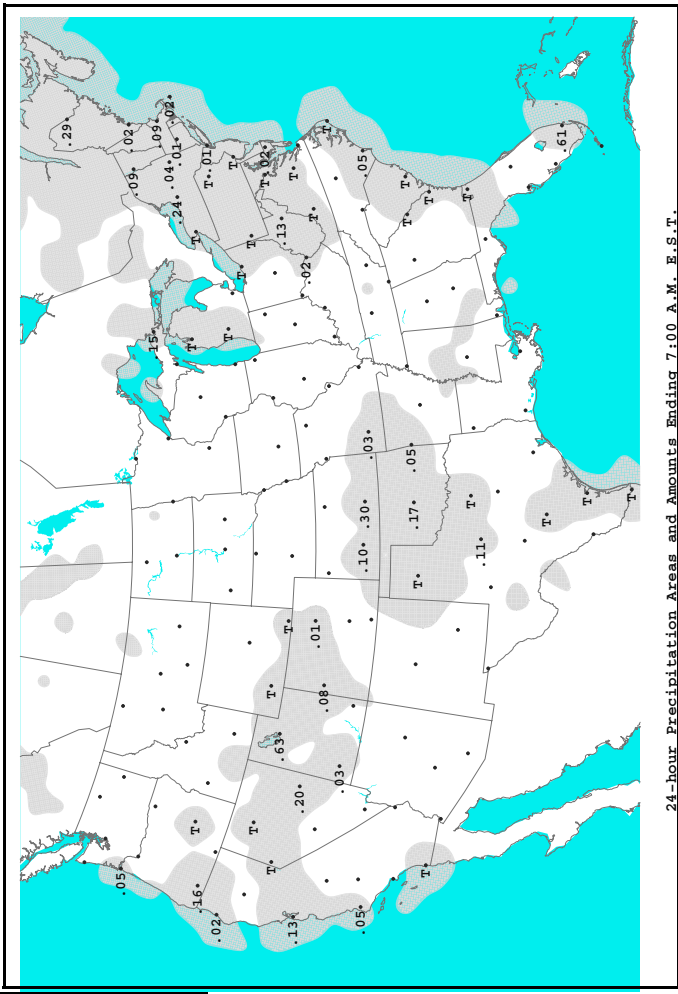 .29
.05
.02
.09
.15
.09
.02
.04
.01
.24
T
T
T
.16
.01
T
.02
T
T
T
T
T
.02
T
T
T
.63
.13
T
.13
T
.20
.02
T
.01
.08
T
.03
.05
.05
.10
.30
.03
T
T
.05
.17
T
T
T
T
T
.11
T
.61
T
T
24-hour Precipitation Areas and Amounts Ending 7:00 A.M. E.S.T.